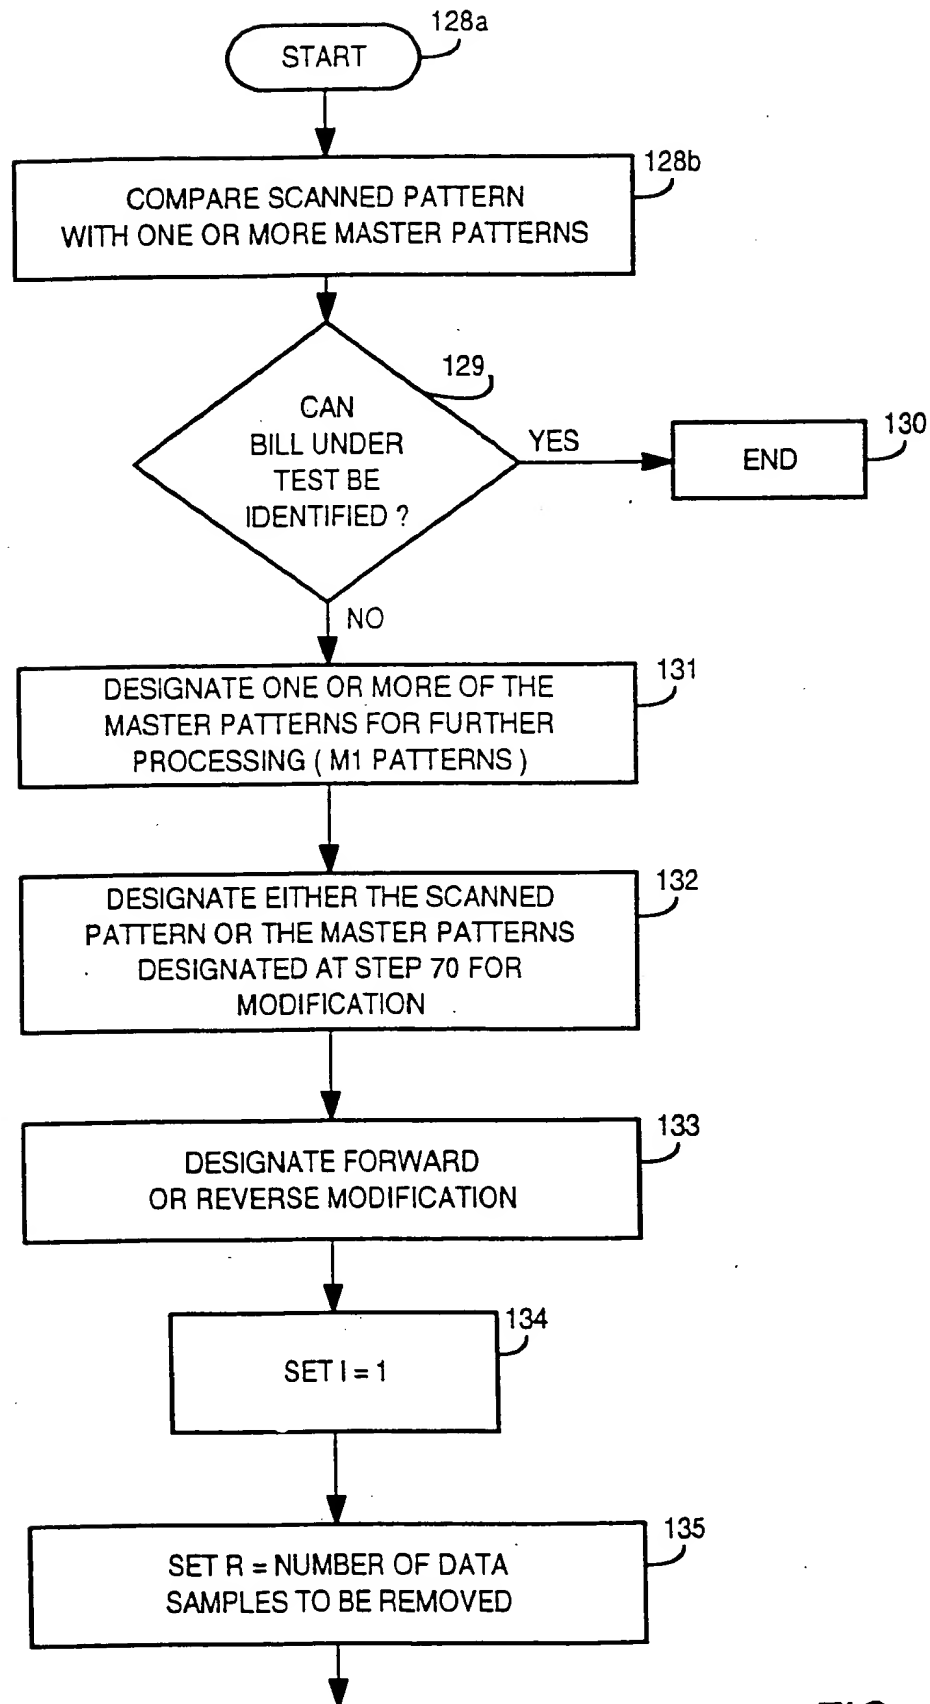 128a
START
128b
COMPARE SCANNED PATTERN
WITH ONE OR MORE MASTER PATTERNS
129
CAN
BILL UNDER
TEST BE
IDENTIFIED ?
YES
130
END
NO
131
DESIGNATE ONE OR MORE OF THE
MASTER PATTERNS FOR FURTHER
PROCESSING ( M1 PATTERNS )
132
DESIGNATE EITHER THE SCANNED
PATTERN OR THE MASTER PATTERNS
DESIGNATED AT STEP 70 FOR
MODIFICATION
133
DESIGNATE FORWARD
OR REVERSE MODIFICATION
134
SET I = 1
135
SET R = NUMBER OF DATA
SAMPLES TO BE REMOVED